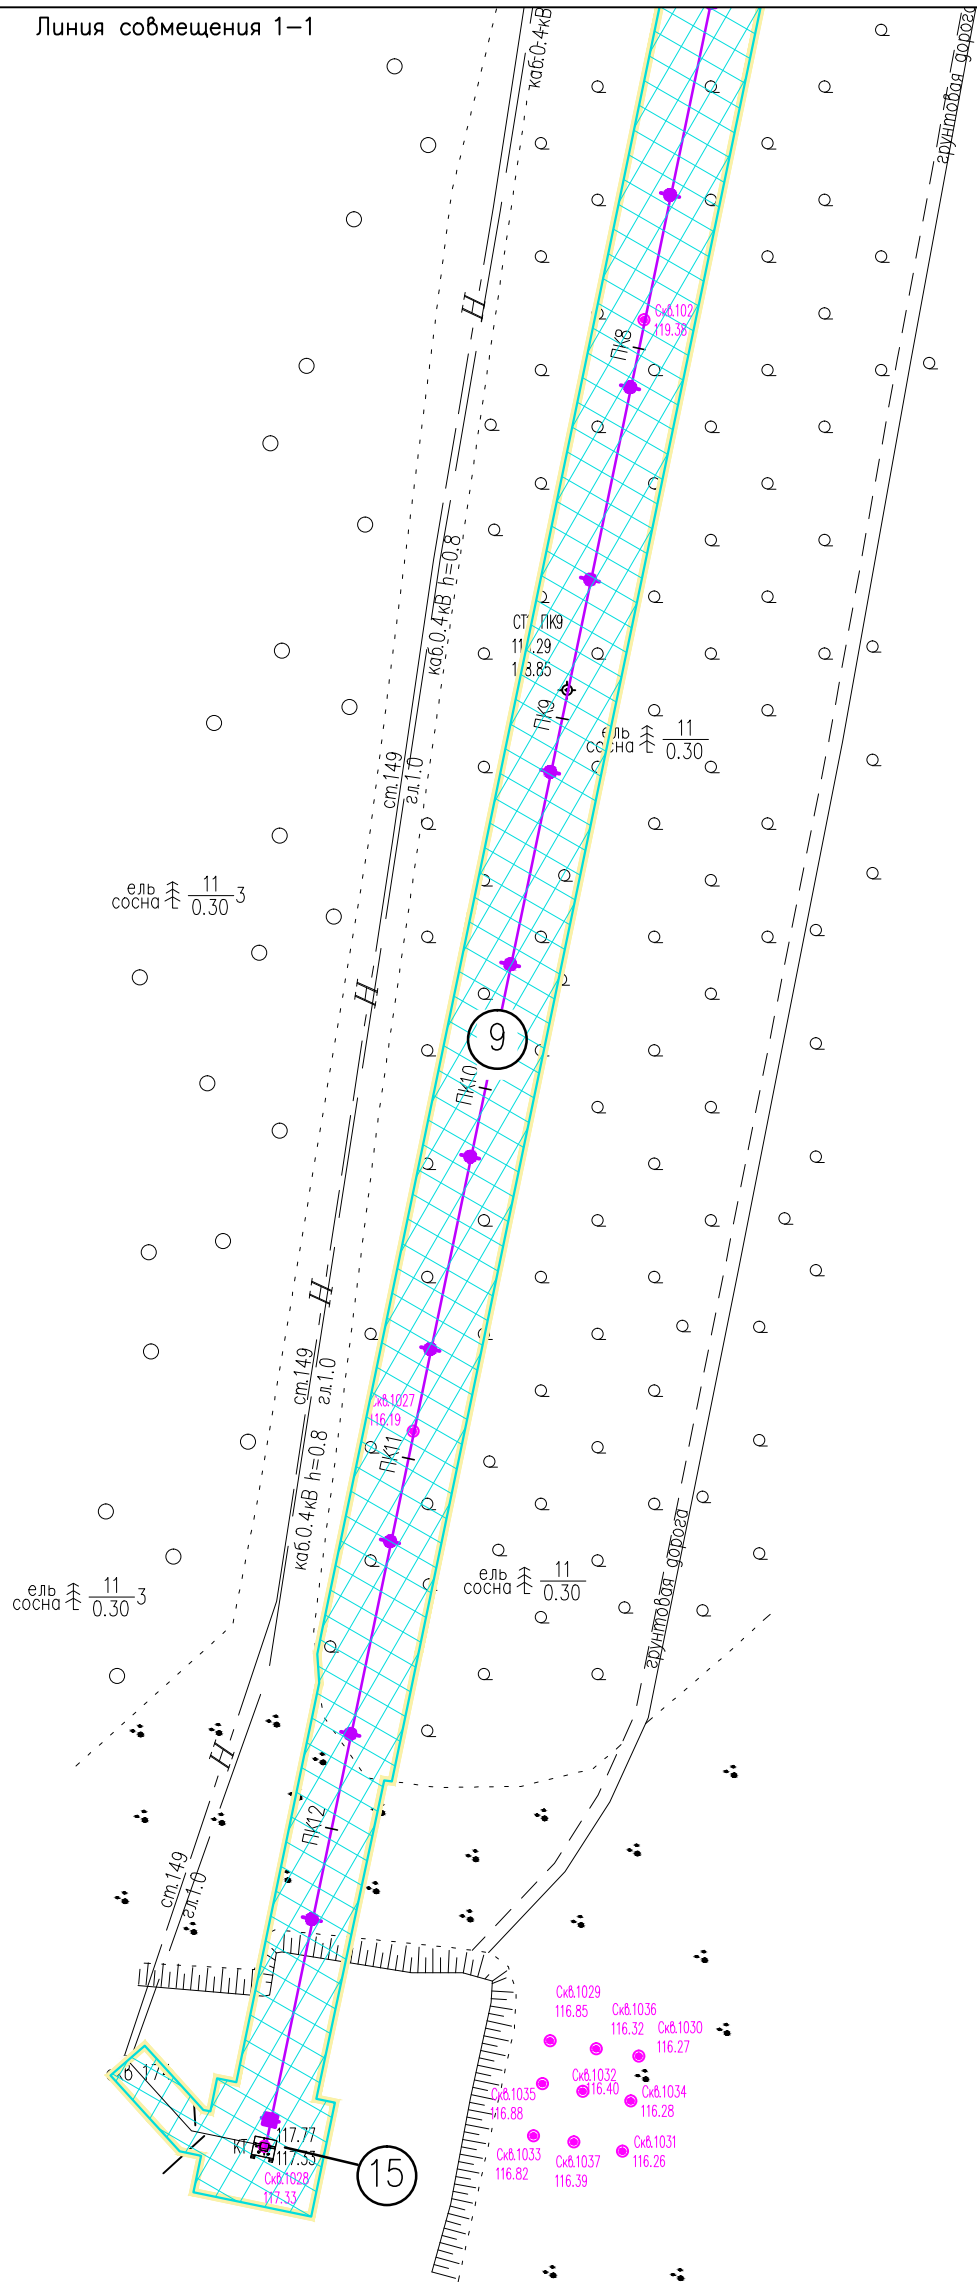 Линия совмещения 1-1
каб.0.4кВ
грунтовая дорога
Н
Скв.102
119.38
ПК8
каб.0.4кВ h=0.8
ПК9
.29
.85
ПК9
ель
сосна
11
0.30
ст.149
гл.1.0
ель
сосна
11
0.30
3
Н
9
ПК10
Н
ст.149
гл.1.0
Скв.1027
116.19
ПК11
каб.0.4кВ h=0.8
грунтовая дорога
ель
сосна
11
0.30
3
ель
сосна
11
0.30
Н
ПК12
ст.149
гл.1.0
Скв.1029
116.85
Скв.1036
116.32
Скв.1030
116.27
Скв.1032
116.40
Скв.1035
116.88
Скв.1034
116.28
Скв.1033
116.82
Скв.1037
116.39
Скв.1031
116.26
117.77
КТ
117.33
Скв.1028
117.33
15